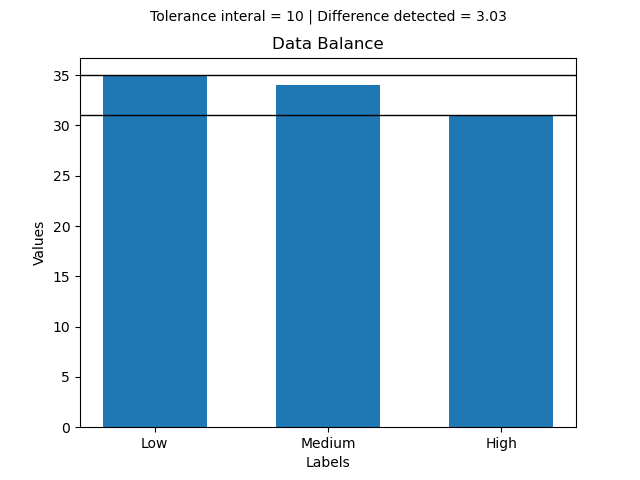 Tolerance interal = 10 | Difference detected = 3.03
Data Balance
35
30
25
20
15
10
5
0
Values
Low Medium High
Labels